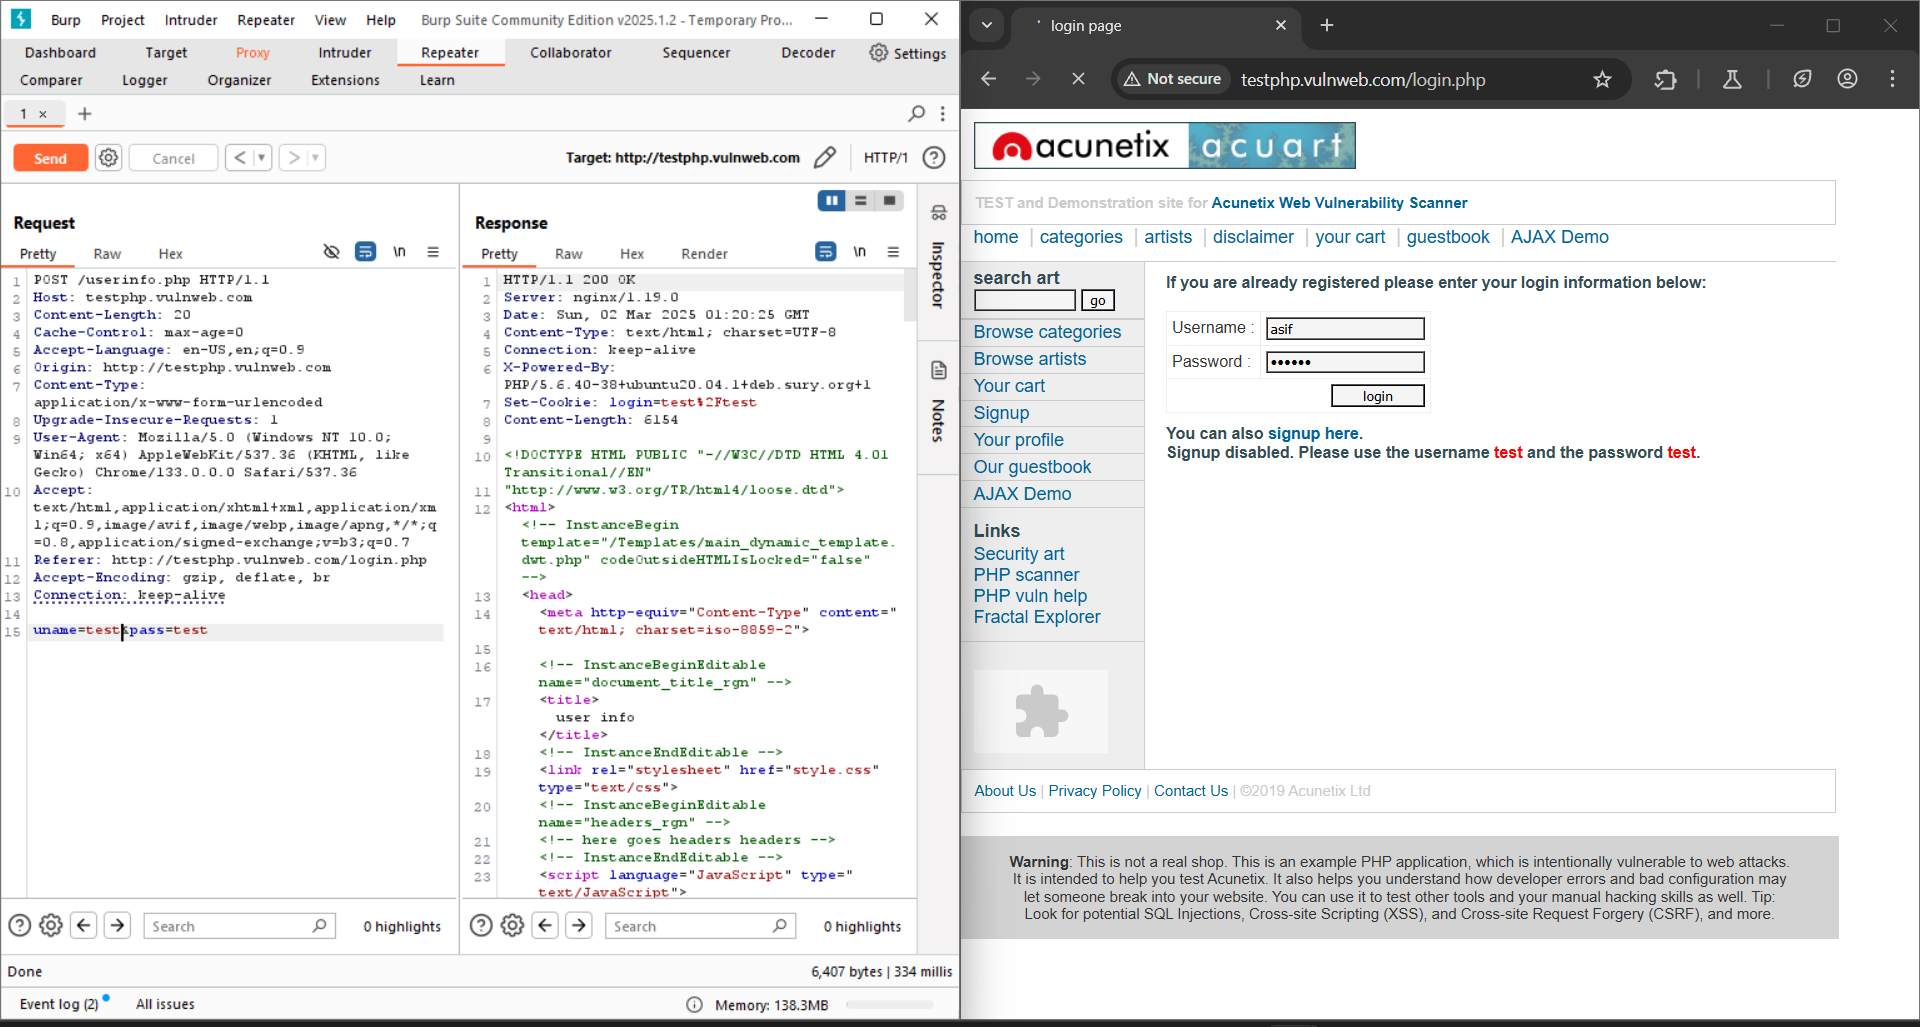 Burp Project Intruder Repeater View Help Burp Suite Community Edition v2025.1.2 - Temporary Pro...
Dashboard Target Proxy Intruder Repeater Collaborator Sequencer Decoder Settings
Comparer Logger Organizer Extensions Learn
1 × +
Send Cancel < > Target: http://testphp.vulnweb.com HTTP/1
Request
Pretty Raw Hex \n
1 POST /userinfo.php HTTP/1.1
2 Host: testphp.vulnweb.com
3 Content-Length: 20
4 Cache-Control: max-age=0
5 Accept-Language: en-US,en;q=0.9
6 Origin: http://testphp.vulnweb.com
7 Content-Type:
application/x-www-form-urlencoded
8 Upgrade-Insecure-Requests: 1
9 User-Agent: Mozilla/5.0 (Windows NT 10.0;
Win64; x64) AppleWebKit/537.36 (KHTML, like
Gecko) Chrome/133.0.0.0 Safari/537.36
10 Accept:
text/html,application/xhtml+xml,application/xm
l;q=0.9,image/avif,image/webp,image/apng,*/*;q
=0.8,application/signed-exchange;v=b3;q=0.7
11 Referer: http://testphp.vulnweb.com/login.php
12 Accept-Encoding: gzip, deflate, br
13 Connection: keep-alive
14
15 uname=test&pass=test
Search 0 highlights
Response
Pretty Raw Hex Render \n
1 HTTP/1.1 200 OK
2 Server: nginx/1.19.0
3 Date: Sun, 02 Mar 2025 01:20:25 GMT
4 Content-Type: text/html; charset=UTF-8
5 Connection: keep-alive
6 X-Powered-By:
PHP/5.6.40-38+ubuntu20.04.1+deb.sury.org+1
7 Set-Cookie: login=test%2Ftest
8 Content-Length: 6154
9
10 <!DOCTYPE HTML PUBLIC "-//W3C//DTD HTML 4.01
Transitional//EN"
11 "http://www.w3.org/TR/html4/loose.dtd">
12 <html>
<!-- InstanceBegin
template="/Templates/main_dynamic_template.
dwt.php" codeOutsideHTMLIsLocked="false"
-->
13 <head>
14 <meta http-equiv="Content-Type" content="
text/html; charset=iso-8859-2">
15
16 <!-- InstanceBeginEditable
name="document_title_rgn" -->
17 <title>
user info
</title>
18 <!-- InstanceEndEditable -->
19 <link rel="stylesheet" href="style.css"
type="text/css">
20 <!-- InstanceBeginEditable
name="headers_rgn" -->
21 <!-- here goes headers headers -->
22 <!-- InstanceEndEditable -->
23 <script language="JavaScript" type="
text/JavaScript">
Search 0 highlights
Inspector
Notes
Done 6,407 bytes | 334 millis
Event log (2) All issues Memory: 138.3MB
login page
Not secure testphp.vulnweb.com/login.php
acunetix acuart
TEST and Demonstration site for Acunetix Web Vulnerability Scanner
home | categories | artists | disclaimer | your cart | guestbook | AJAX Demo
search art
go
Browse categories
Browse artists
Your cart
Signup
Your profile
Our guestbook
AJAX Demo
Links
Security art
PHP scanner
PHP vuln help
Fractal Explorer
If you are already registered please enter your login information below:
Username : asif
Password : ••••••
login
You can also signup here.
Signup disabled. Please use the username test and the password test.
About Us | Privacy Policy | Contact Us | ©2019 Acunetix Ltd
Warning: This is not a real shop. This is an example PHP application, which is intentionally vulnerable to web attacks.
It is intended to help you test Acunetix. It also helps you understand how developer errors and bad configuration may
let someone break into your website. You can use it to test other tools and your manual hacking skills as well. Tip:
Look for potential SQL Injections, Cross-site Scripting (XSS), and Cross-site Request Forgery (CSRF), and more.